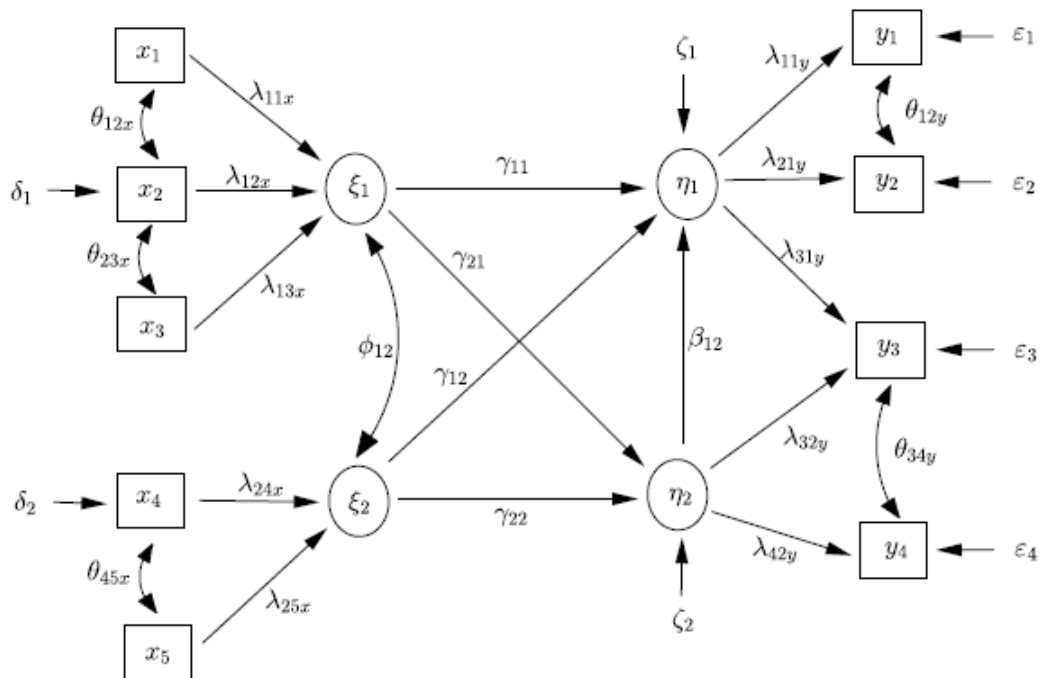 x₁
λ₁₁ₓ
θ₁₂ₓ
δ₁
x₂
λ₁₂ₓ
ξ₁
θ₂₃ₓ
x₃
λ₁₃ₓ
ϕ₁₂
δ₂
x₄
λ₂₄ₓ
ξ₂
θ₄₅ₓ
x₅
λ₂₅ₓ
γ₁₁
γ₂₁
γ₁₂
γ₂₂
ζ₁
η₁
β₁₂
η₂
ζ₂
λ₁₁y
λ₂₁y
λ₃₁y
λ₃₂y
λ₄₂y
y₁
ε₁
θ₁₂y
y₂
ε₂
y₃
ε₃
θ₃₄y
y₄
ε₄